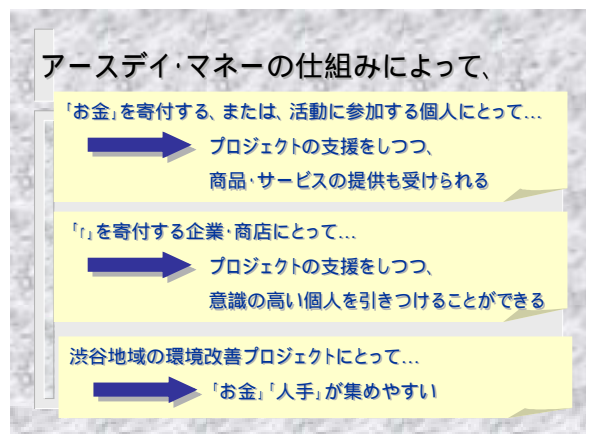 アースデイ・マネーの仕組みによって、
「お金」を寄付する、または、活動に参加する個人にとって…
プロジェクトの支援をしつつ、
商品・サービスの提供も受けられる
「r」を寄付する企業・商店にとって…
プロジェクトの支援をしつつ、
意識の高い個人を引きつけることができる
渋谷地域の環境改善プロジェクトにとって…
「お金」「人手」が集めやすい